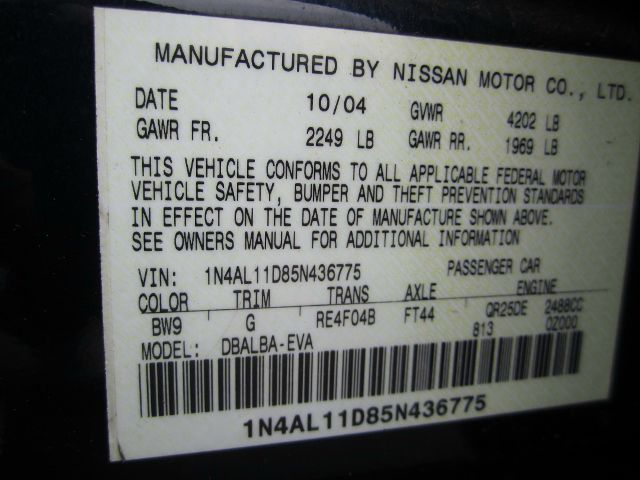 MANUFACTURED BY NISSAN MOTOR CO., LTD.
DATE 10/04 GVWR 4202 LB
GAWR FR. 2249 LB GAWR RR. 1969 LB
THIS VEHICLE CONFORMS TO ALL APPLICABLE FEDERAL MOTOR
VEHICLE SAFETY, BUMPER AND THEFT PREVENTION STANDARDS
IN EFFECT ON THE DATE OF MANUFACTURE SHOWN ABOVE.
SEE OWNERS MANUAL FOR ADDITIONAL INFORMATION
VIN: 1N4AL11D85N436775 PASSENGER CAR
COLOR TRIM TRANS AXLE ENGINE
BW9 G RE4F04B FT44 QR25DE 2488CC
813 0Z000
MODEL: DBALBA-EVA
1N4AL11D85N436775